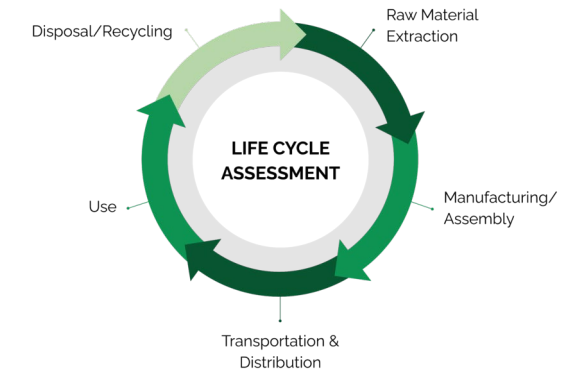 Raw Material
Extraction
Disposal/Recycling
LIFE CYCLE
ASSESSMENT
Manufacturing/
Assembly
Use
Transportation &
Distribution